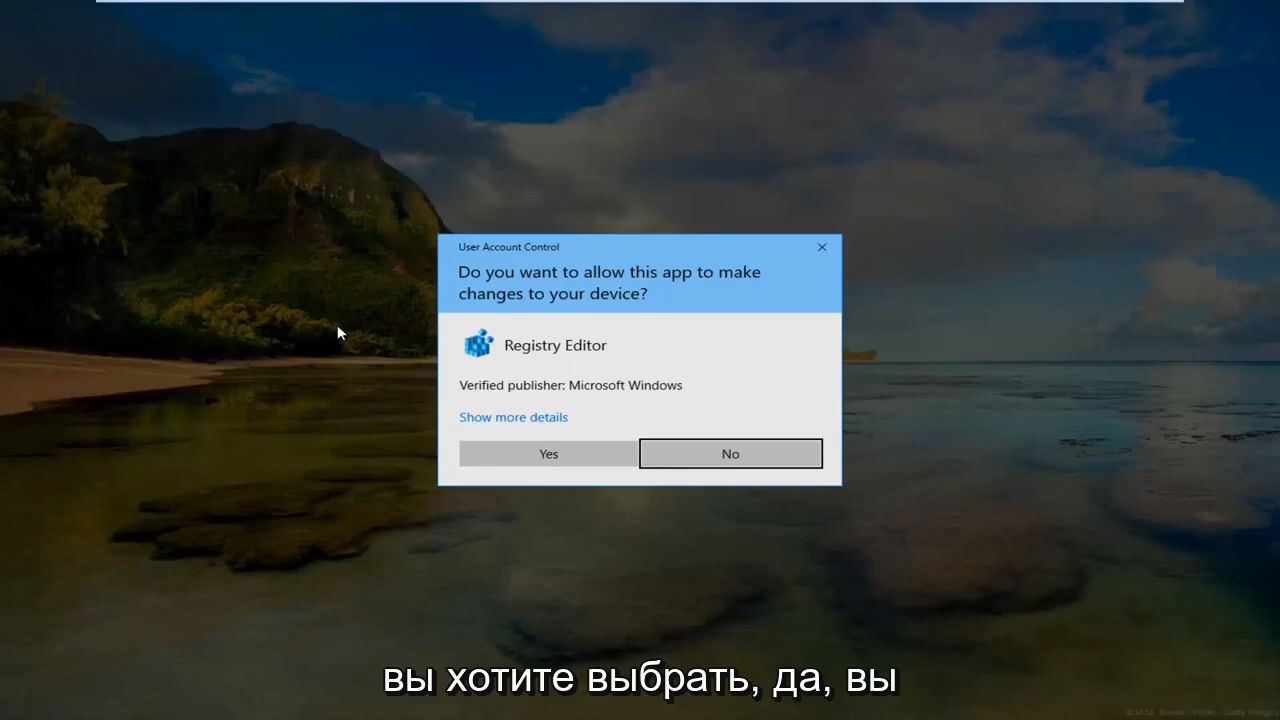 User Account Control
Do you want to allow this app to make
changes to your device?
Registry Editor
Verified publisher: Microsoft Windows
Show more details
Yes
No
вы хотите выбрать, да, вы